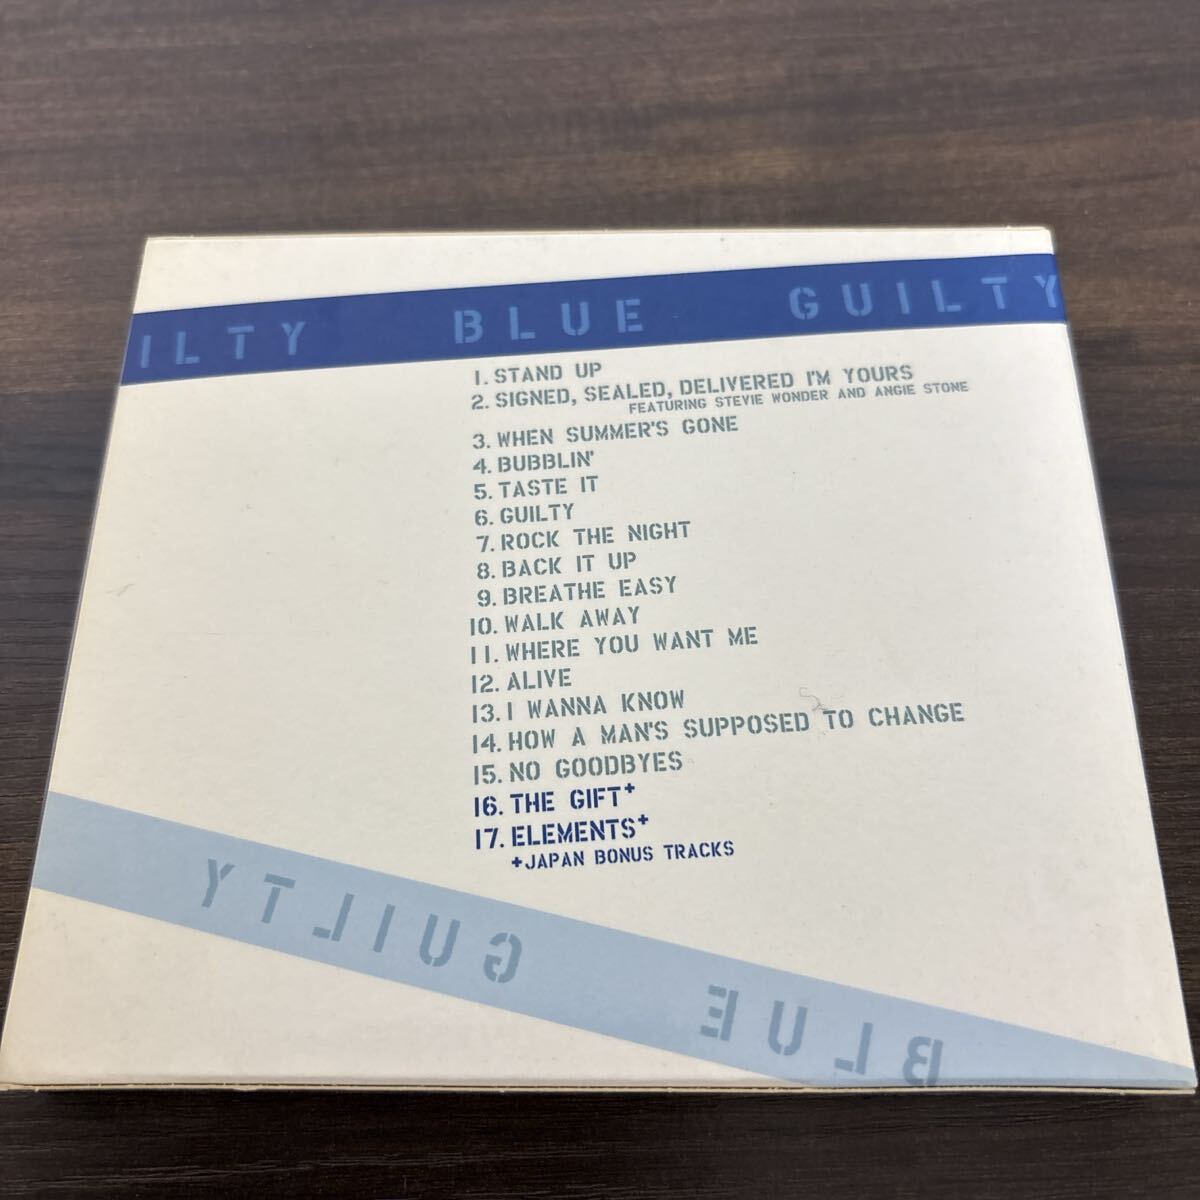 ILTY BLUE GUILTY
1. STAND UP
2. SIGNED, SEALED, DELIVERED I'M YOURS
FEATURING STEVIE WONDER AND ANGIE STONE
3. WHEN SUMMER'S GONE
4. BUBBLIN'
5. TASTE IT
6. GUILTY
7. ROCK THE NIGHT
8. BACK IT UP
9. BREATHE EASY
10. WALK AWAY
11. WHERE YOU WANT ME
12. ALIVE
13. I WANNA KNOW
14. HOW A MAN'S SUPPOSED TO CHANGE
15. NO GOODBYES
16. THE GIFT+
17. ELEMENTS+
+JAPAN BONUS TRACKS
BLUE GUILTY